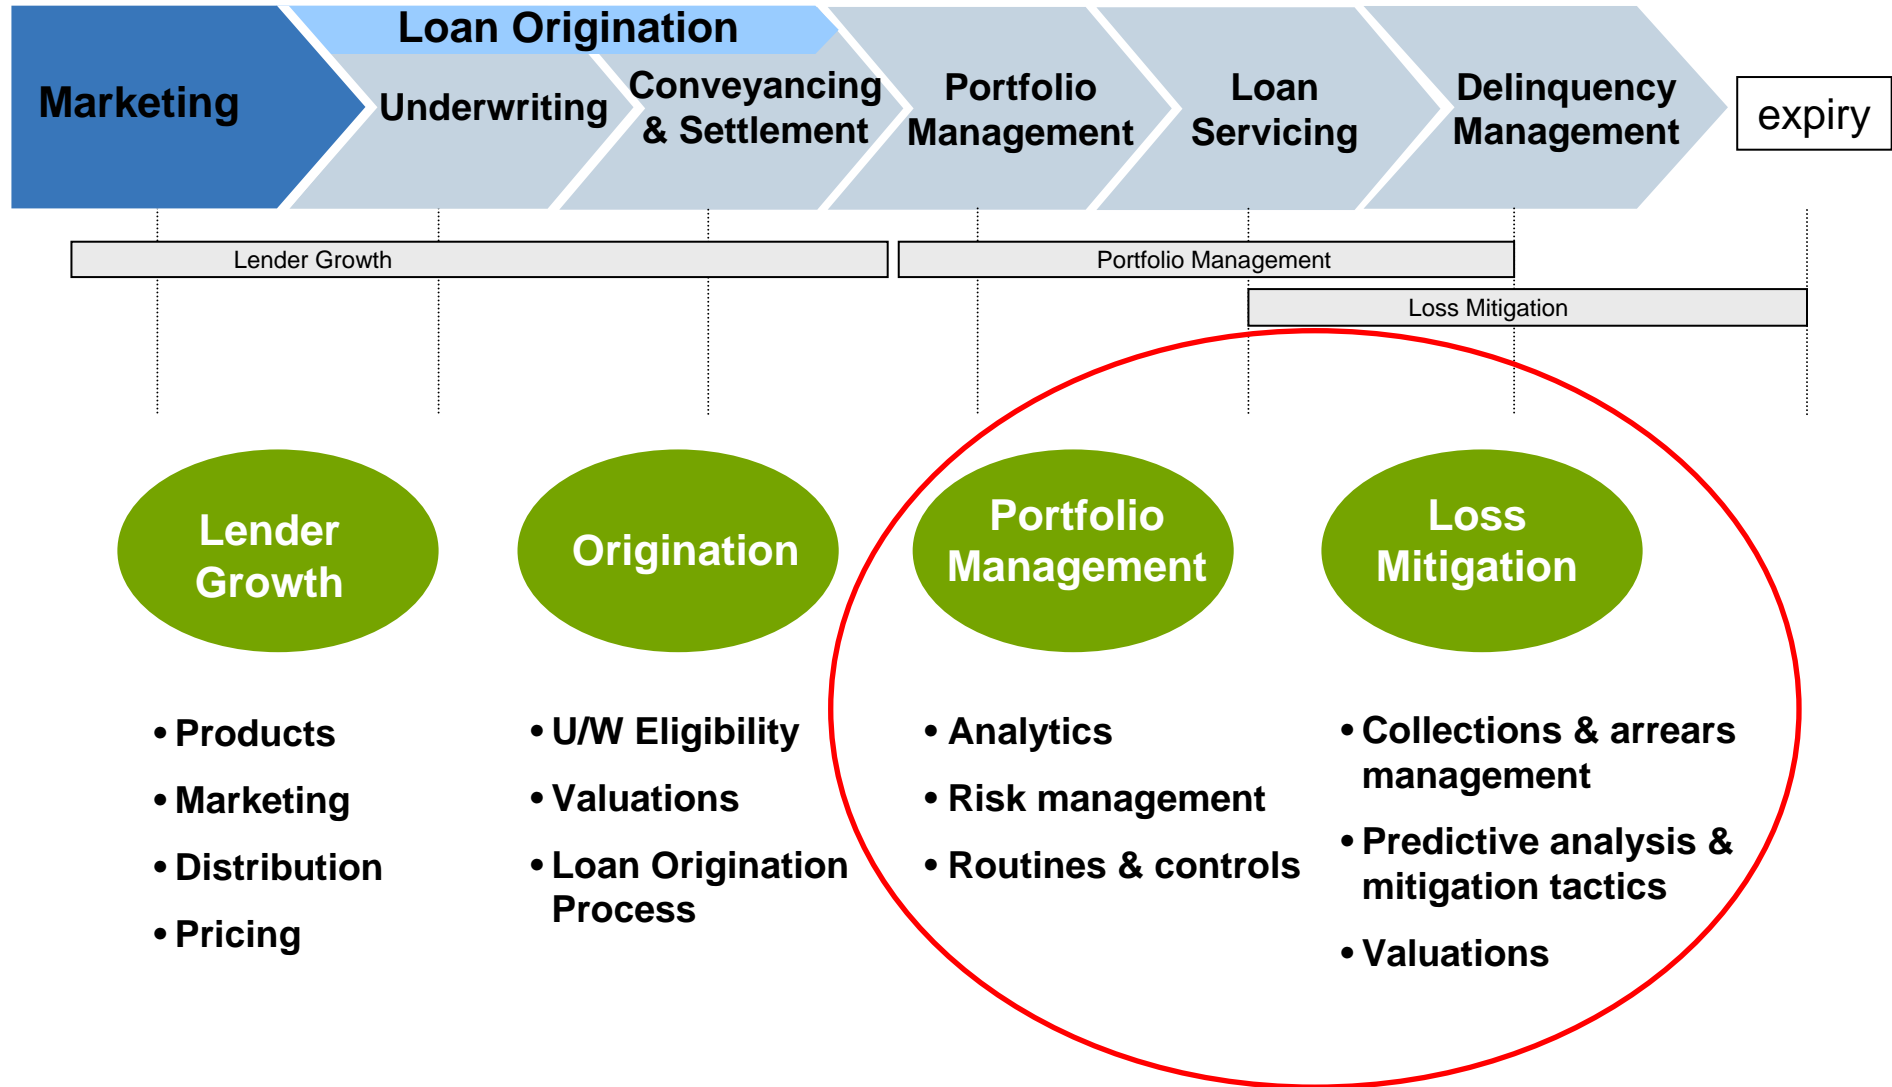 Loan Origination
Marketing
Underwriting
Conveyancing
& Settlement
Portfolio
Management
Loan
Servicing
Delinquency
Management
expiry
Lender Growth
Portfolio Management
Loss Mitigation
Lender
Growth
Origination
Portfolio
Management
Loss
Mitigation
• Products
• Marketing
• Distribution
• Pricing
• U/W Eligibility
• Valuations
• Loan Origination
Process
• Analytics
• Risk management
• Routines & controls
• Collections & arrears
management
• Predictive analysis &
mitigation tactics
• Valuations